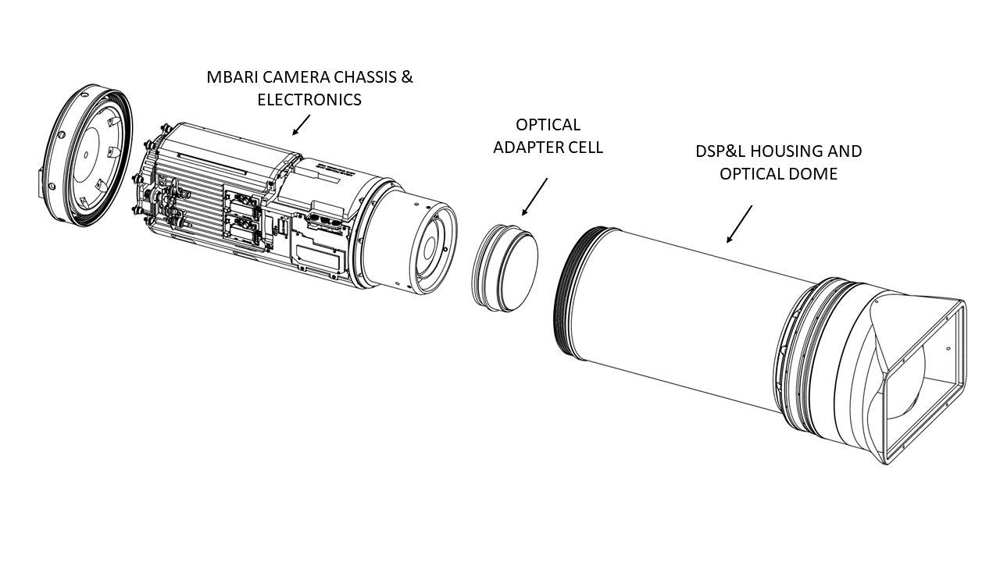 MBARI CAMERA CHASSIS &
ELECTRONICS
OPTICAL
ADAPTER CELL
DSP&L HOUSING AND
OPTICAL DOME